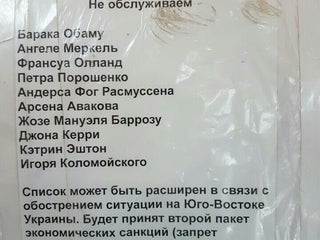 Не обслуживаем
Барака Обаму
Ангеле Меркель
Франсуа Олланд
Петра Порошенко
Андерса Фог Расмуссена
Арсена Авакова
Жозе Мануэля Баррозу
Джона Керри
Кэтрин Эштон
Игоря Коломойского
Список может быть расширен в связи с
обострением ситуации на Юго-Востоке
Украины. Будет принят второй пакет
экономических санкций (запрет